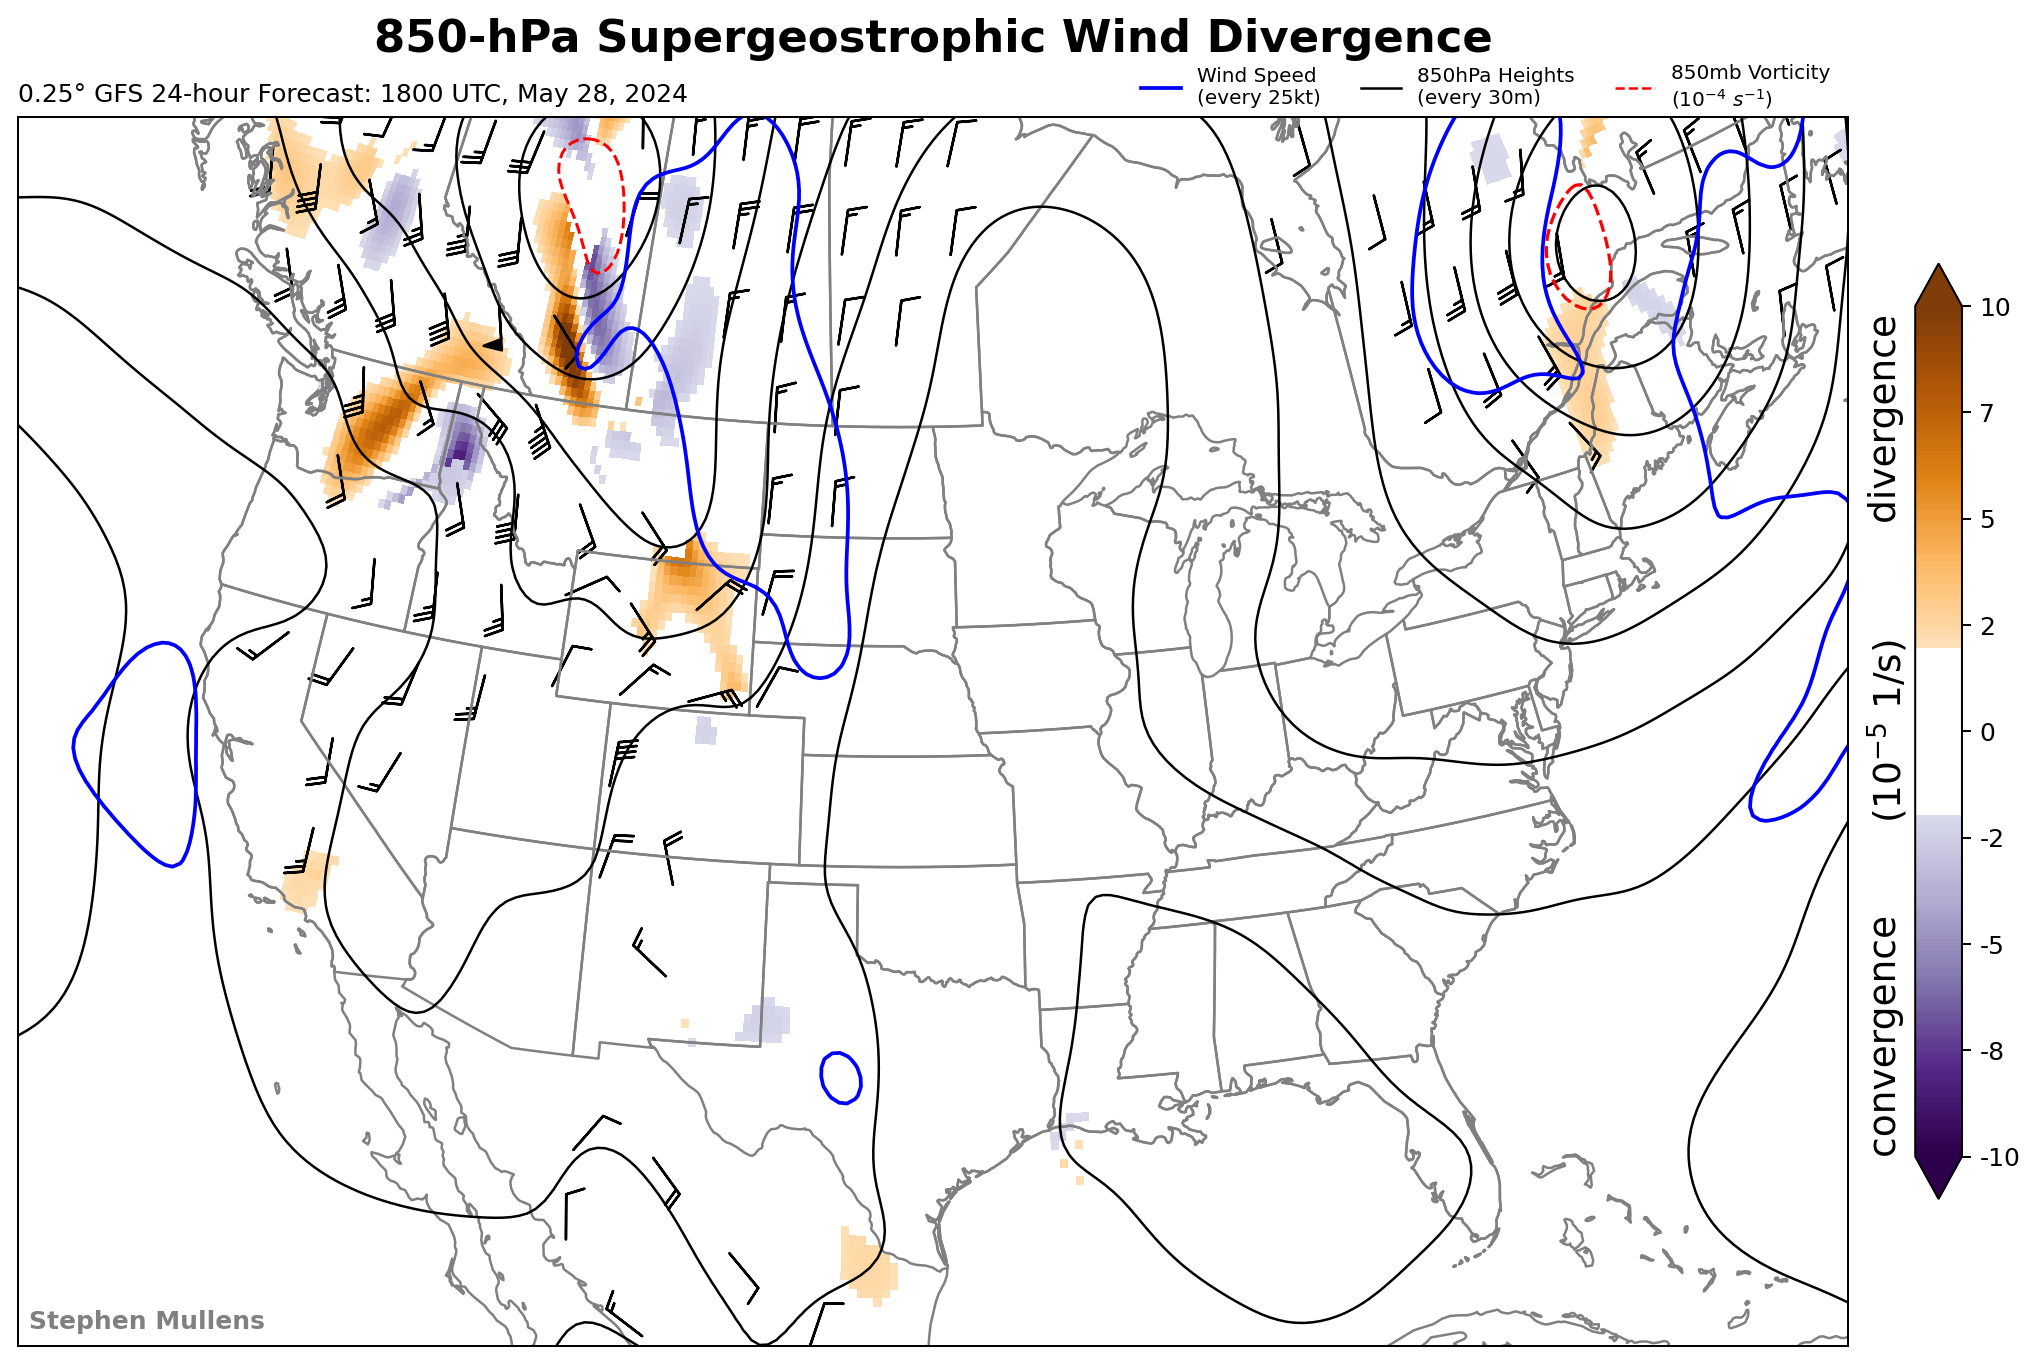 850-hPa Supergeostrophic Wind Divergence
0.25° GFS 24-hour Forecast: 1800 UTC, May 28, 2024
Wind Speed
(every 25kt)
850hPa Heights
(every 30m)
850mb Vorticity
(10⁻⁴ s⁻¹)
10
7
5
2
0
-2
-5
-8
-10
convergence (10⁻⁵ 1/s) divergence
Stephen Mullens